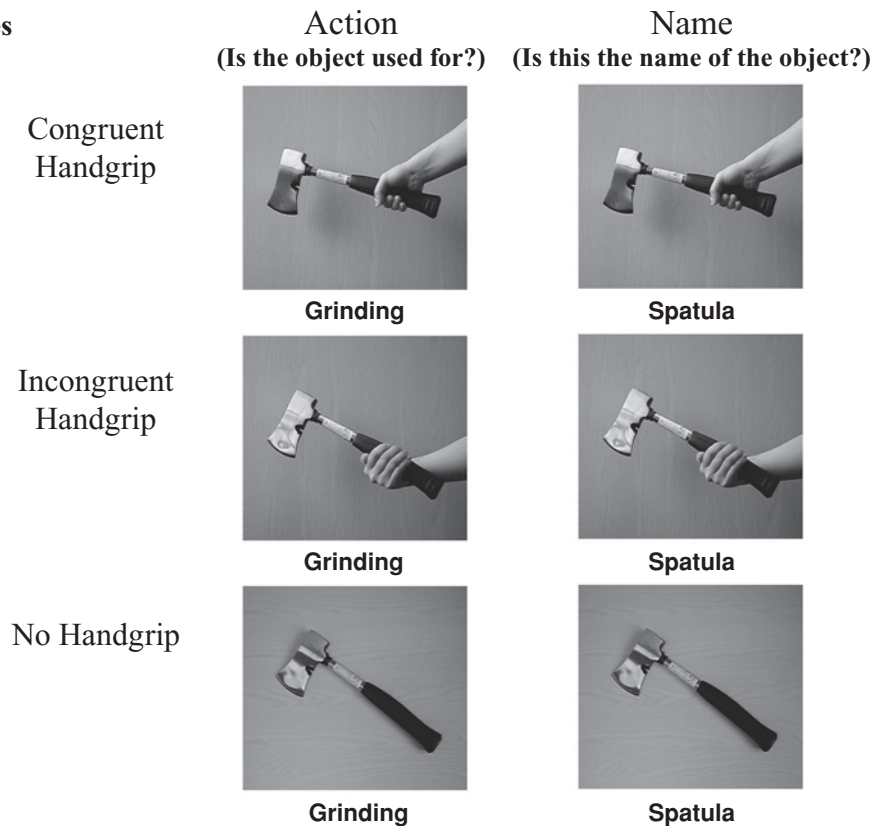 Action
Name
(Is the object used for?)
(Is this the name of the object?)
Congruent
Handgrip
Grinding
Spatula
Incongruent
Handgrip
Grinding
Spatula
No Handgrip
Grinding
Spatula